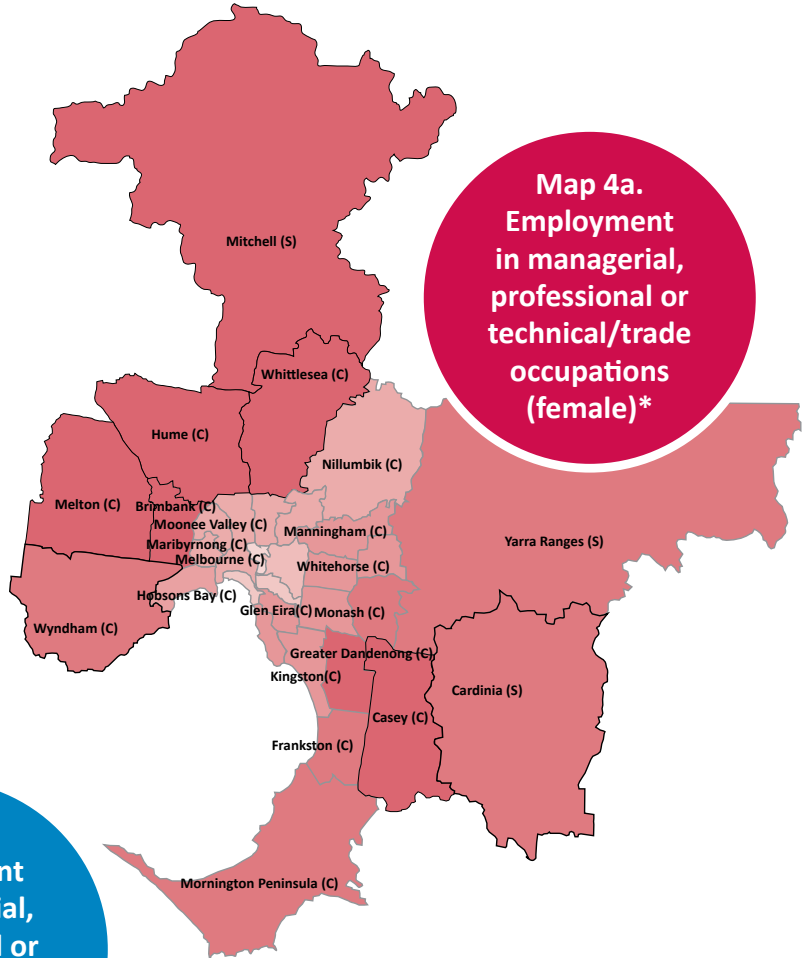 Map 4a.
Employment
in managerial,
professional or
technical/trade
occupations
(female)*
Mitchell (S)
Whittlesea (C)
Hume (C)
Nillumbik (C)
Melton (C)
Brimbank (C)
Moonee Valley (C)
Manningham (C)
Maribyrnong (C)
Yarra Ranges (S)
Melbourne (C)
Whitehorse (C)
Hobsons Bay (C)
Glen Eira(C)
Monash (C)
Wyndham (C)
Greater Dandenong (C)
Kingston(C)
Cardinia (S)
Casey (C)
Frankston (C)
Mornington Peninsula (C)
or